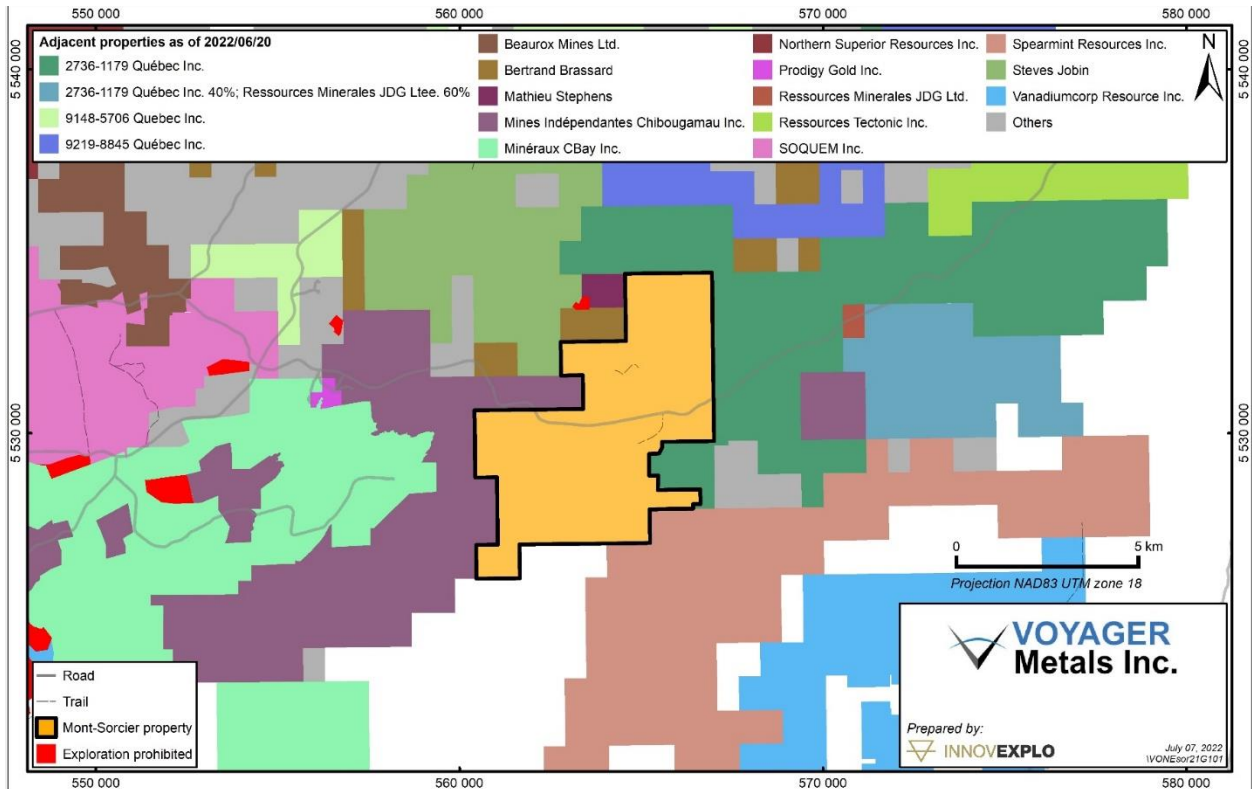 550 000
560 000
570 000
580 000
Adjacent properties as of 2022/06/20
2736-1179 Québec Inc.
2736-1179 Québec Inc. 40%; Ressources Minerales JDG Ltee. 60%
9148-5706 Quebec Inc.
9219-8845 Québec Inc.
Beaurox Mines Ltd.
Bertrand Brassard
Mathieu Stephens
Mines Indépendantes Chibougamau Inc.
Minéraux CBay Inc.
Northern Superior Resources Inc.
Prodigy Gold Inc.
Ressources Minerales JDG Ltd.
Ressources Tectonic Inc.
SOQUEM Inc.
Spearmint Resources Inc.
Steves Jobin
Vanadiumcorp Resource Inc.
Others
N
5 540 000
5 540 000
5 530 000
5 530 000
0 5 km
Projection NAD83 UTM zone 18
Road
Trail
Mont-Sorcier property
Exploration prohibited
VOYAGER
Metals Inc.
Prepared by:
INNOVEXPLO
July 07, 2022
\VONEsor21G101
550 000
560 000
570 000
580 000